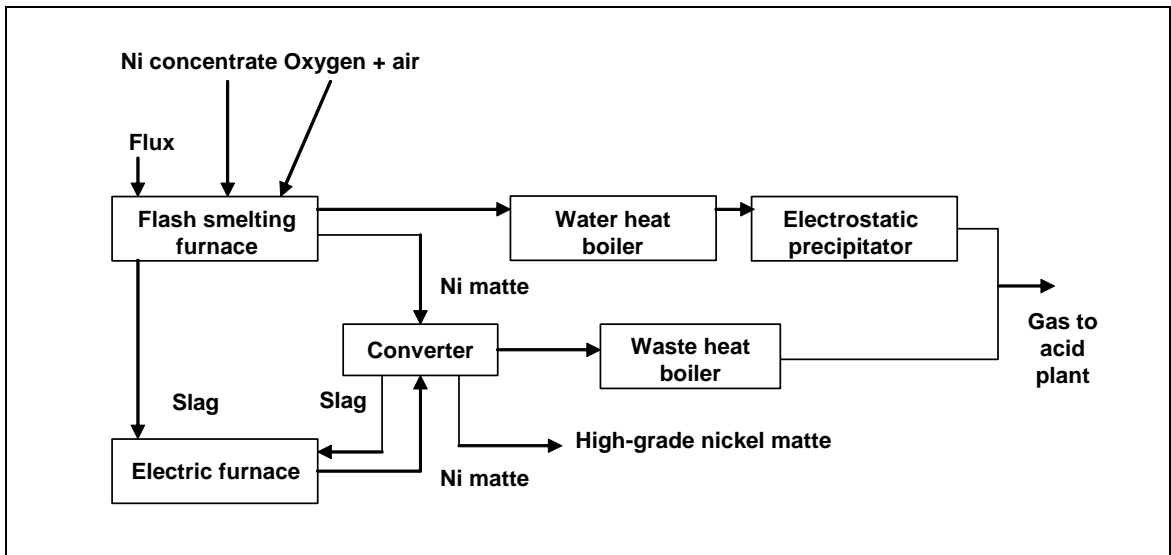 Ni concentrate Oxygen + air
Flux
Flash smelting
furnace
Water heat
boiler
Electrostatic
precipitator
Ni matte
Gas to
acid
plant
Converter
Waste heat
boiler
Slag
Slag
High-grade nickel matte
Electric furnace
Ni matte